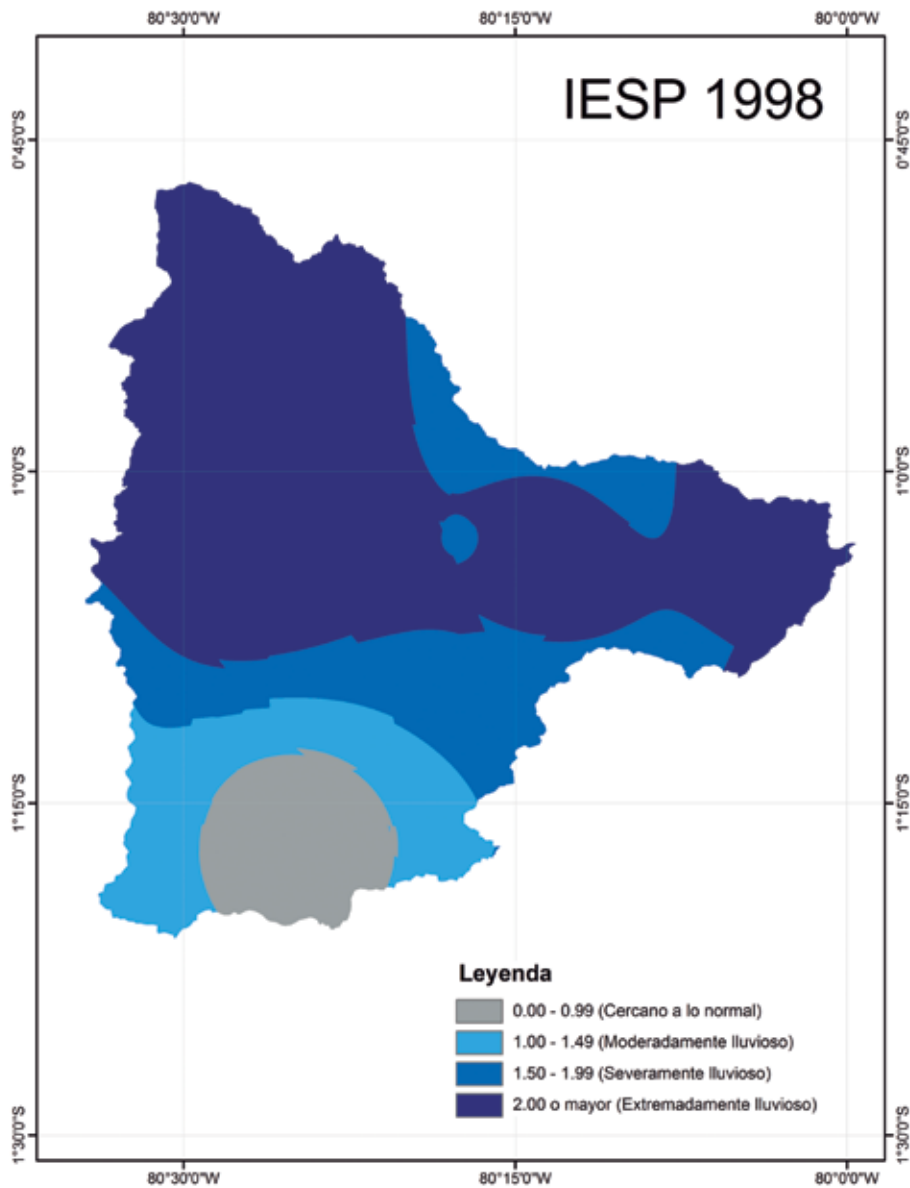 80°30'0"W 80°15'0"W 80°0'0"W
IESP 1998
0°45'0"S 0°45'0"S
1°0'0"S 1°0'0"S
1°15'0"S 1°15'0"S
Leyenda
0.00 - 0.99 (Cercano a lo normal)
1.00 - 1.49 (Moderadamente lluvioso)
1.50 - 1.99 (Severamente lluvioso)
2.00 o mayor (Extremadamente lluvioso)
1°30'0"S 1°30'0"S
80°30'0"W 80°15'0"W 80°0'0"W